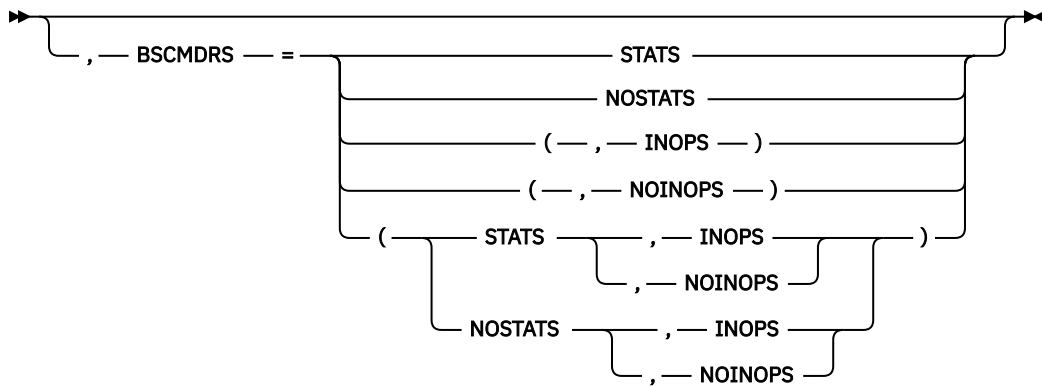 , BSCMDRS = STATS
NOSTATS
( , INOPS )
( , NOINOPS )
( STATS , INOPS )
, NOINOPS
NOSTATS , INOPS
, NOINOPS